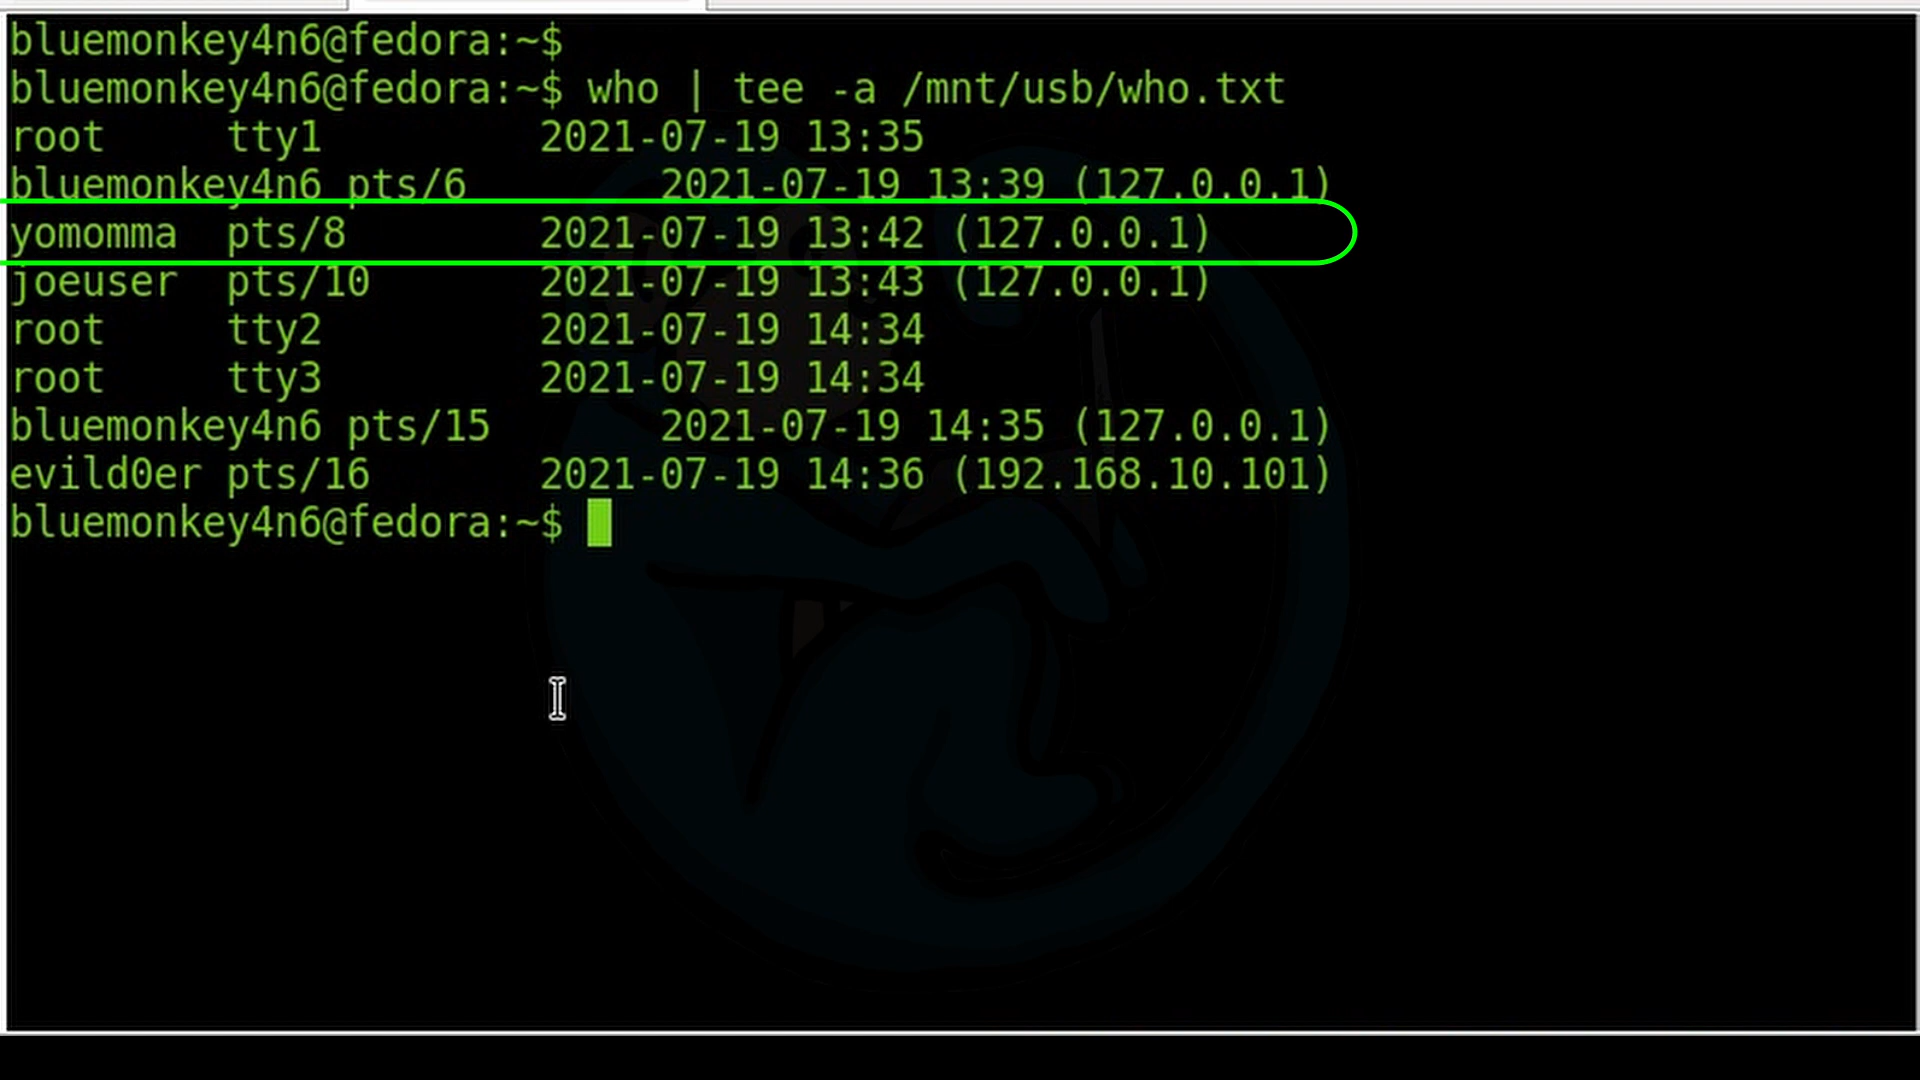 bluemonkey4n6@fedora:~$
bluemonkey4n6@fedora:~$ who | tee -a /mnt/usb/who.txt
root     tty1         2021-07-19 13:35
bluemonkey4n6 pts/6        2021-07-19 13:39 (127.0.0.1)
yomomma  pts/8        2021-07-19 13:42 (127.0.0.1)
joeuser  pts/10       2021-07-19 13:43 (127.0.0.1)
root     tty2         2021-07-19 14:34
root     tty3         2021-07-19 14:34
bluemonkey4n6 pts/15       2021-07-19 14:35 (127.0.0.1)
evild0er pts/16       2021-07-19 14:36 (192.168.10.101)
bluemonkey4n6@fedora:~$